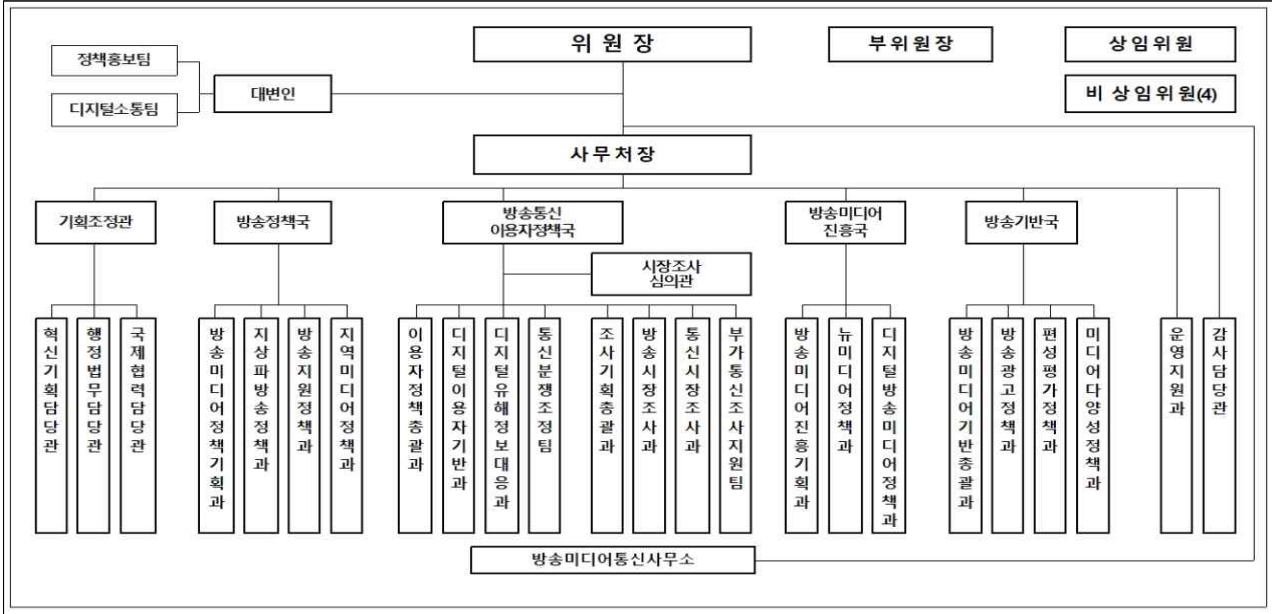 위 원 장
부 위 원 장
상 임 위 원
비 상 임 위 원(4)
정책홍보팀
디지털소통팀
대변인
사 무 처 장
기획조정관
방송정책국
방송통신
이용자정책국
방송미디어
진흥국
방송기반국
시장조사
심의관
혁신기획담당관
행정법무담당관
국제협력담당관
방송미디어정책기획과
지상파방송정책과
방송지원정책과
지역미디어정책과
이용자정책총괄과
디지털이용자기반과
디지털유해정보대응과
통신분쟁조정팀
조사기획총괄과
방송시장조사과
통신시장조사과
부가통신조사지원팀
방송미디어진흥기획과
뉴미디어정책과
디지털방송미디어정책과
방송미디어기반총괄과
방송광고정책과
편성평가정책과
미디어다양성정책과
운영지원과
감사담당관
방송미디어통신사무소